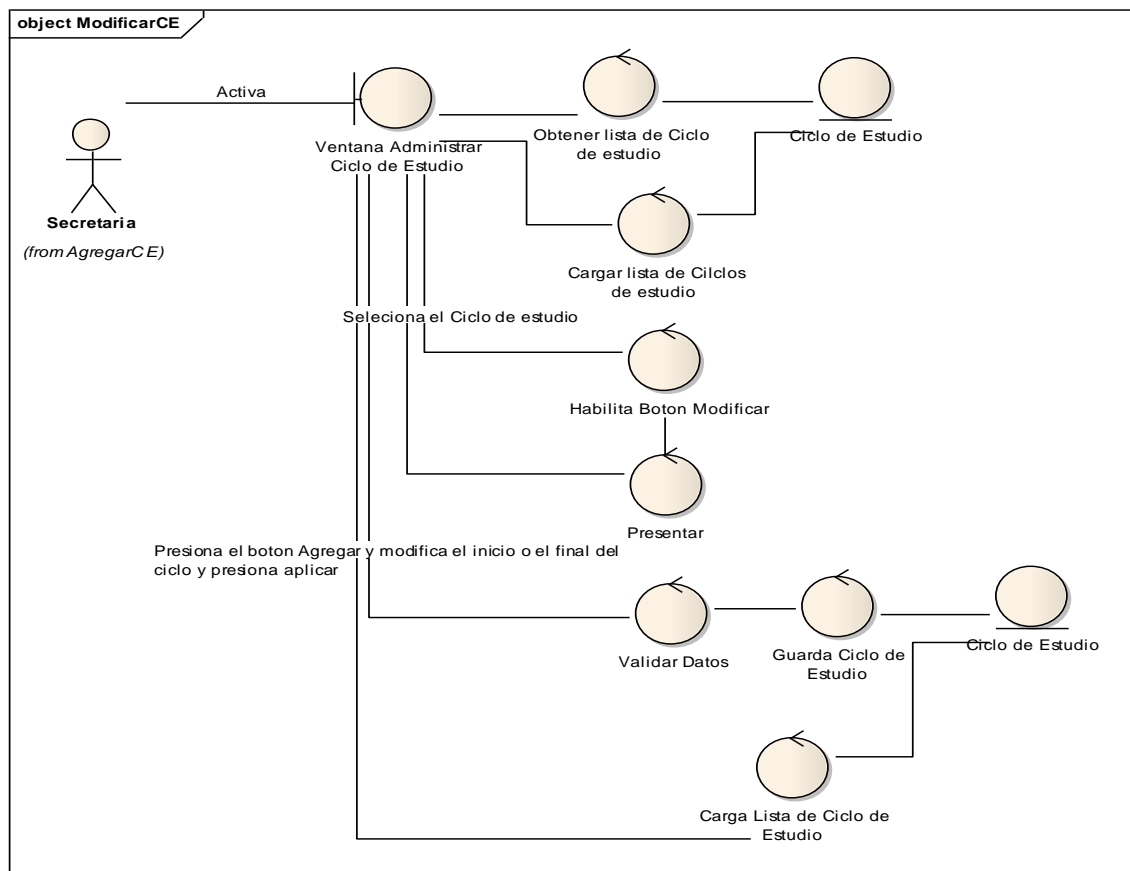 object ModificarCE
Activa
Ventana Administrar
Ciclo de Estudio
Obtener lista de Ciclo
de estudio
Ciclo de Estudio
Secretaria
(from AgregarCE)
Cargar lista de Cilclos
de estudio
Seleciona el Ciclo de estudio
Habilita Boton Modificar
Presentar
Presiona el boton Agregar y modifica el inicio o el final del
ciclo y presiona aplicar
Validar Datos
Guarda Ciclo de
Estudio
Ciclo de Estudio
Carga Lista de Ciclo de
Estudio